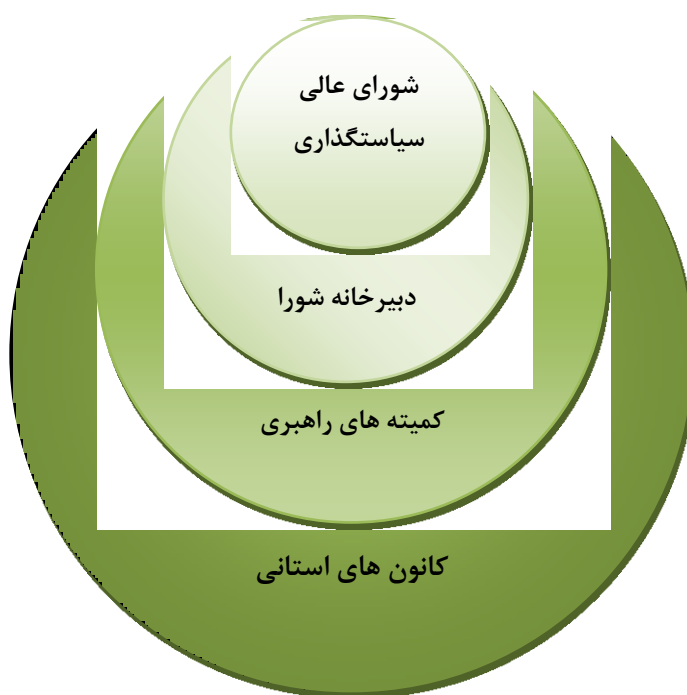 شورای عالی
سیاستگذاری
دبیرخانه شورا
کمیته های راهبری
کانون های استانی